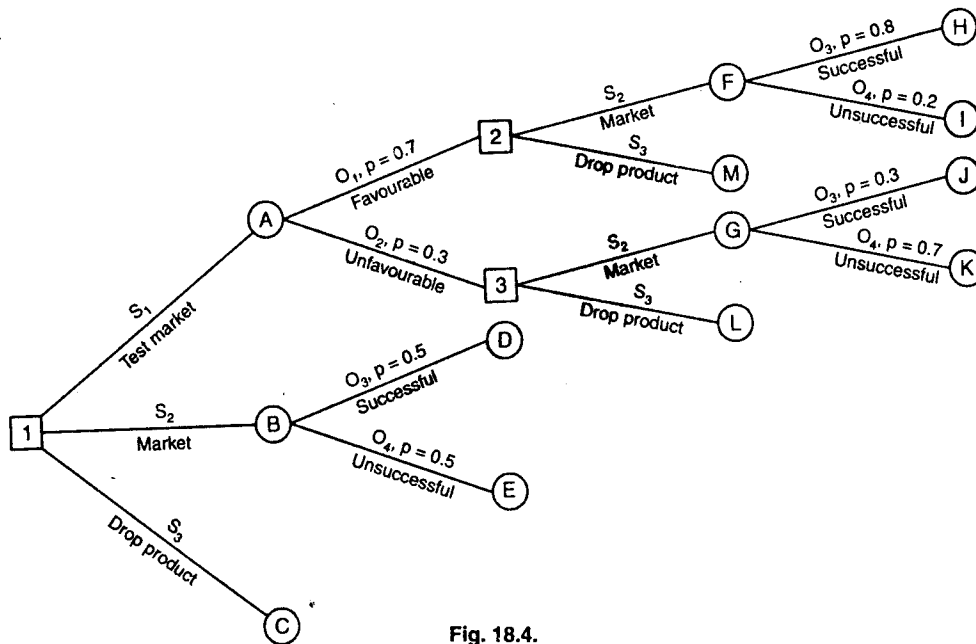 O₃, p = 0.8
Successful
H
S₂
Market
F
O₄, p = 0.2
Unsuccessful
I
2
S₃
Drop product
M
O₁, p = 0.7
Favourable
O₃, p = 0.3
Successful
J
A
S₂
Market
G
O₂, p = 0.3
Unfavourable
O₄, p = 0.7
Unsuccessful
K
3
S₃
Drop product
L
S₁
Test market
D
O₃, p = 0.5
Successful
1
S₂
Market
B
O₄, p = 0.5
Unsuccessful
E
S₃
Drop product
C
Fig. 18.4.